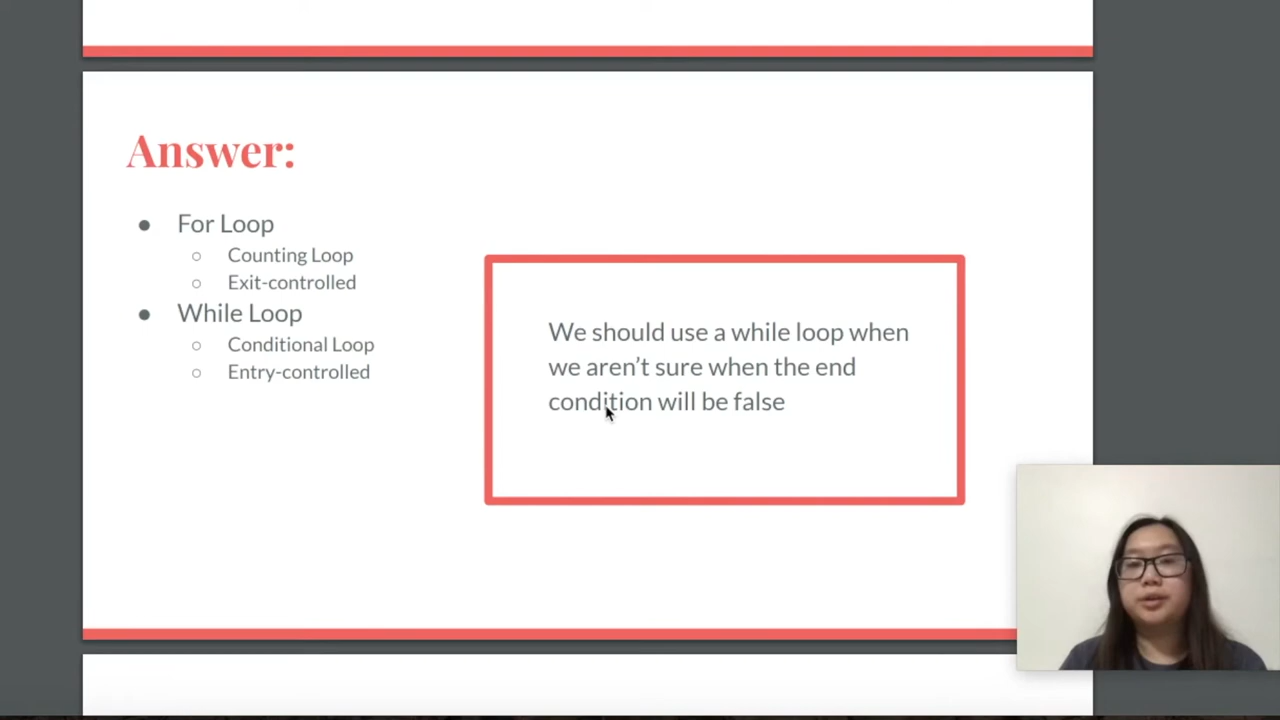 Answer:
For Loop
Counting Loop
Exit-controlled
While Loop
Conditional Loop
Entry-controlled
We should use a while loop when
we aren’t sure when the end
condition will be false